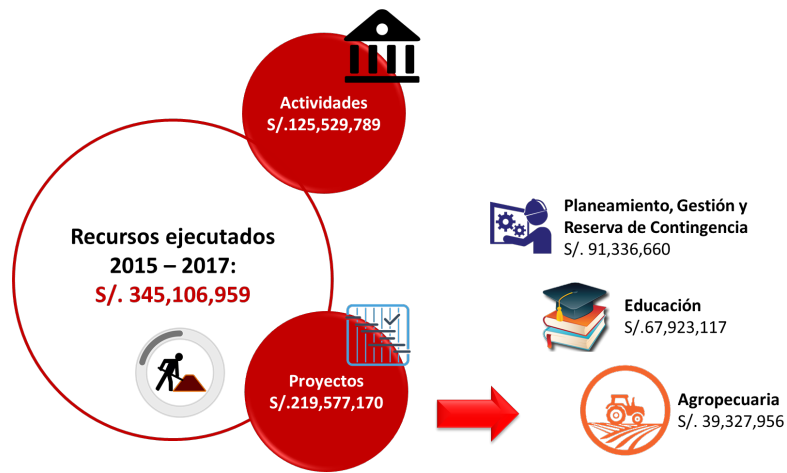 Actividades
S/.125,529,789
Recursos ejecutados
2015 – 2017:
S/. 345,106,959
Proyectos
S/.219,577,170
Planeamiento, Gestión y
Reserva de Contingencia
S/. 91,336,660
Educación
S/.67,923,117
Agropecuaria
S/. 39,327,956